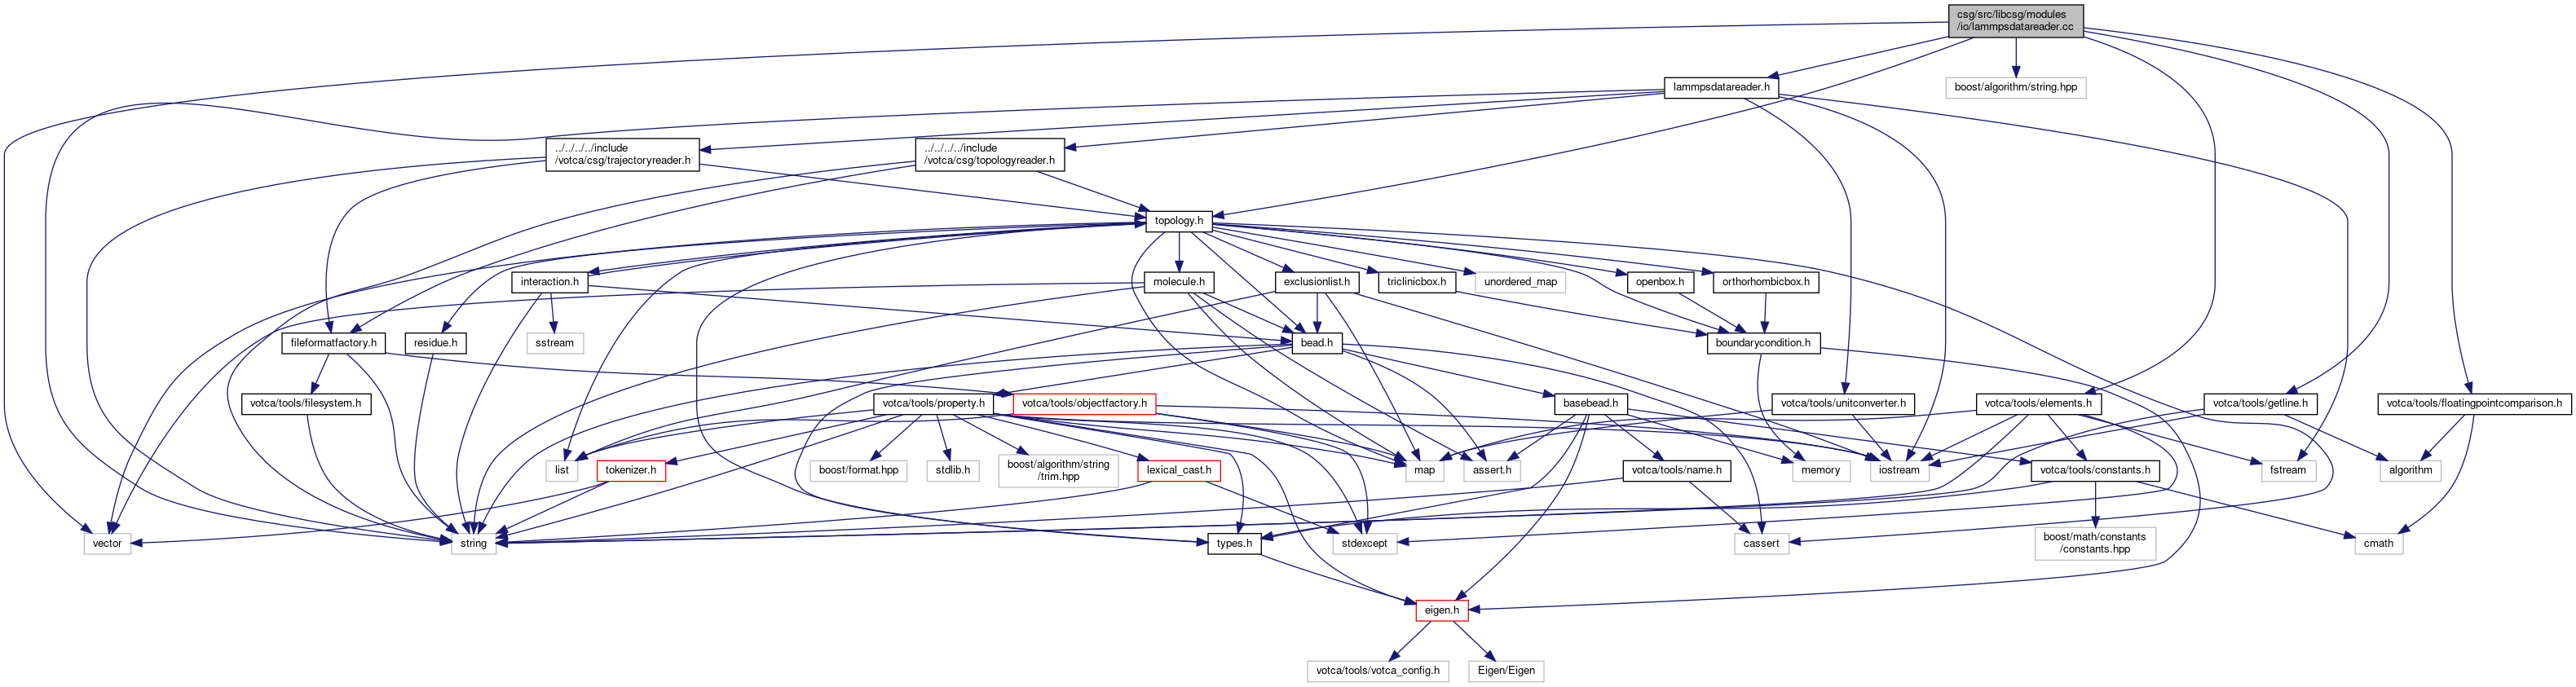 csg/src/libcsg/modules
/io/lammpsdatareader.cc
lammpsdatareader.h
boost/algorithm/string.hpp
../../../../include
/votca/csg/trajectoryreader.h
../../../../include
/votca/csg/topologyreader.h
topology.h
interaction.h
molecule.h
exclusionlist.h
triclinicbox.h
unordered_map
openbox.h
orthorhombicbox.h
fileformatfactory.h
residue.h
sstream
bead.h
boundarycondition.h
votca/tools/filesystem.h
votca/tools/property.h
votca/tools/objectfactory.h
basebead.h
votca/tools/unitconverter.h
votca/tools/elements.h
votca/tools/getline.h
votca/tools/floatingpointcomparison.h
list
tokenizer.h
boost/format.hpp
stdlib.h
boost/algorithm/string
/trim.hpp
lexical_cast.h
map
assert.h
votca/tools/name.h
memory
iostream
votca/tools/constants.h
fstream
algorithm
vector
string
types.h
stdexcept
cassert
boost/math/constants
/constants.hpp
cmath
eigen.h
votca/tools/votca_config.h
Eigen/Eigen